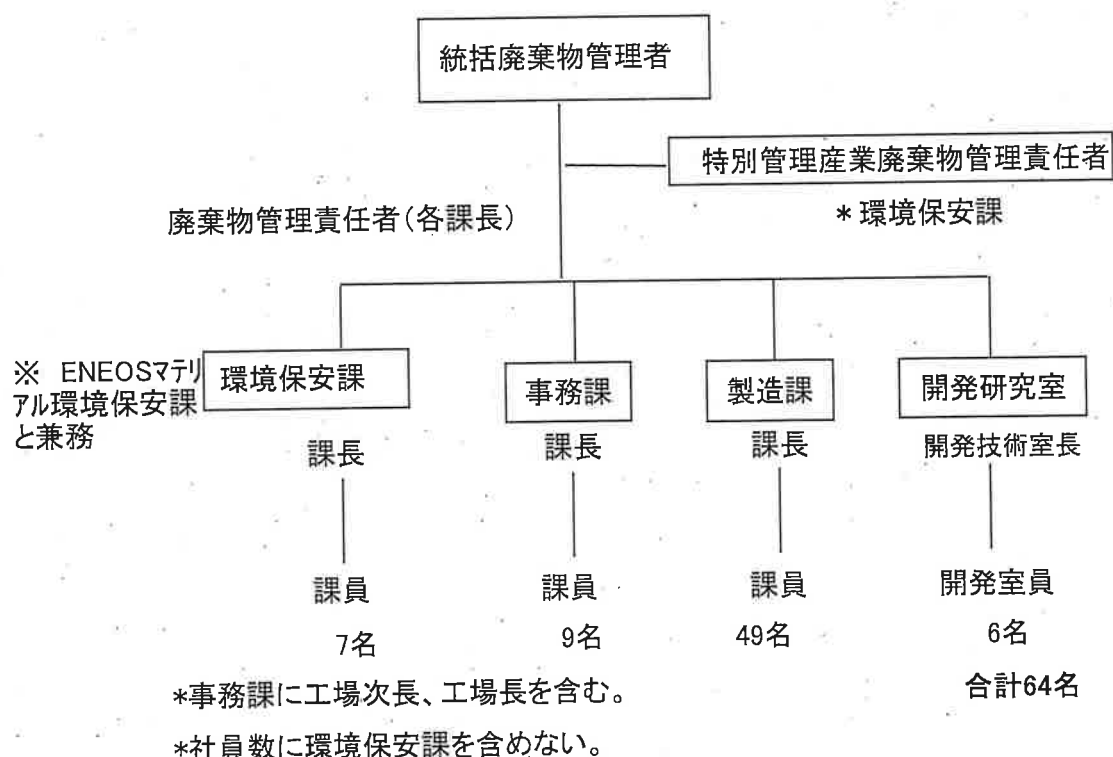 統括廃棄物管理者
特別管理産業廃棄物管理責任者
廃棄物管理責任者(各課長)
*環境保安課
※ ENEOSマテリ
アル環境保安課
と兼務
環境保安課
事務課
製造課
開発研究室
課長
課長
課長
開発技術室長
課員
課員
課員
開発室員
7名
9名
49名
6名
*事務課に工場次長、工場長を含む。
合計64名
*社員数に環境保安課を含めない。